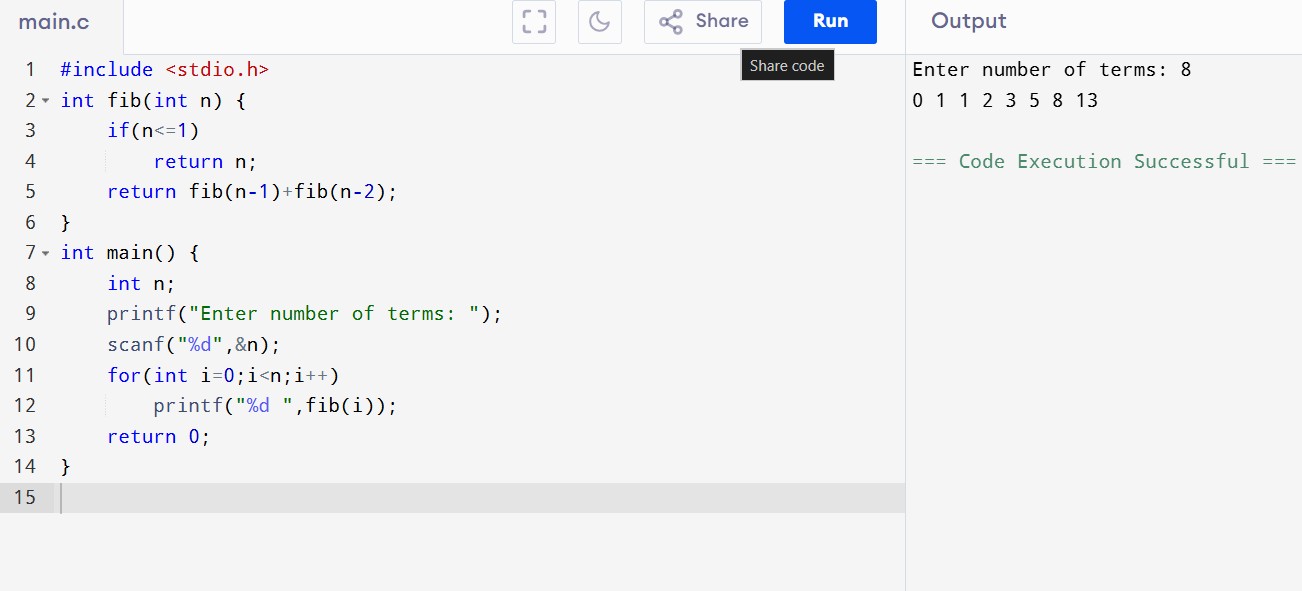 main.c
Share
Run
Output
Share code
1 #include <stdio.h>
2 int fib(int n) {
3     if(n<=1)
4         return n;
5     return fib(n-1)+fib(n-2);
6 }
7 int main() {
8     int n;
9     printf("Enter number of terms: ");
10     scanf("%d",&n);
11     for(int i=0;i<n;i++)
12         printf("%d ",fib(i));
13     return 0;
14 }
15
Enter number of terms: 8
0 1 1 2 3 5 8 13
=== Code Execution Successful ===